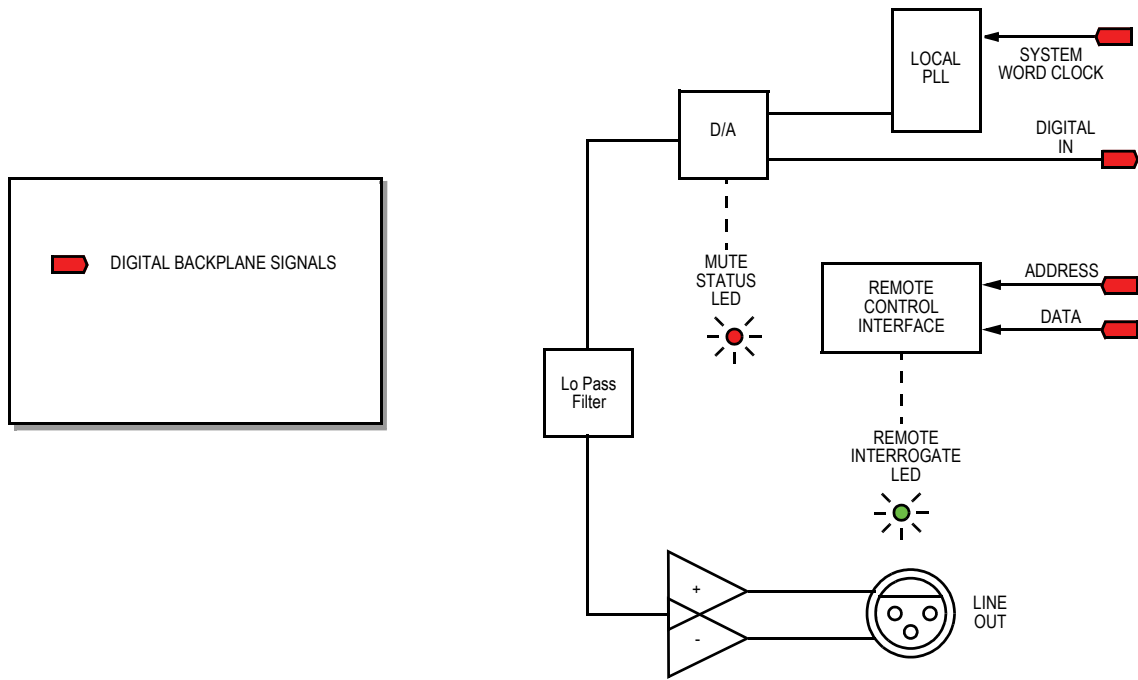 LOCAL
PLL
SYSTEM
WORD CLOCK
D/A
DIGITAL
IN
DIGITAL BACKPLANE SIGNALS
MUTE
STATUS
LED
REMOTE
CONTROL
INTERFACE
ADDRESS
DATA
Lo Pass
Filter
REMOTE
INTERROGATE
LED
+
-
LINE
OUT